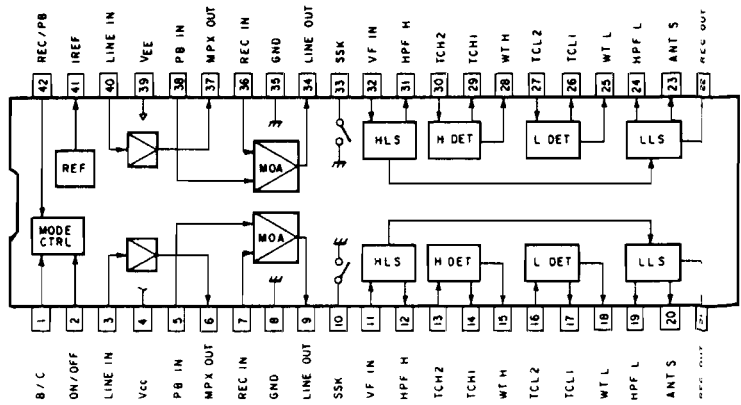 REC/PB
IREF
LINE IN
VEE
PB IN
MPX OUT
REC IN
GND
LINE OUT
SSK
VF IN
HPF H
TCH2
TCH1
WT H
TCL2
TCL1
WT L
HPF L
ANT S
REC OUT
42 41 40 39 38 37 36 35 34 33 32 31 30 29 28 27 26 25 24 23 22
REF
MOA
HLS
H DET
L DET
LLS
MODE
CTRL
MOA
HLS
H DET
L DET
LLS
1 2 3 4 5 6 7 8 9 10 11 12 13 14 15 16 17 18 19 20 21
B/C
ON/OFF
LINE IN
Vcc
PB IN
MPX OUT
REC IN
GND
LINE OUT
SSK
VF IN
HPF H
TCH2
TCH1
WT H
TCL2
TCL1
WT L
HPF L
ANT S
REC OUT